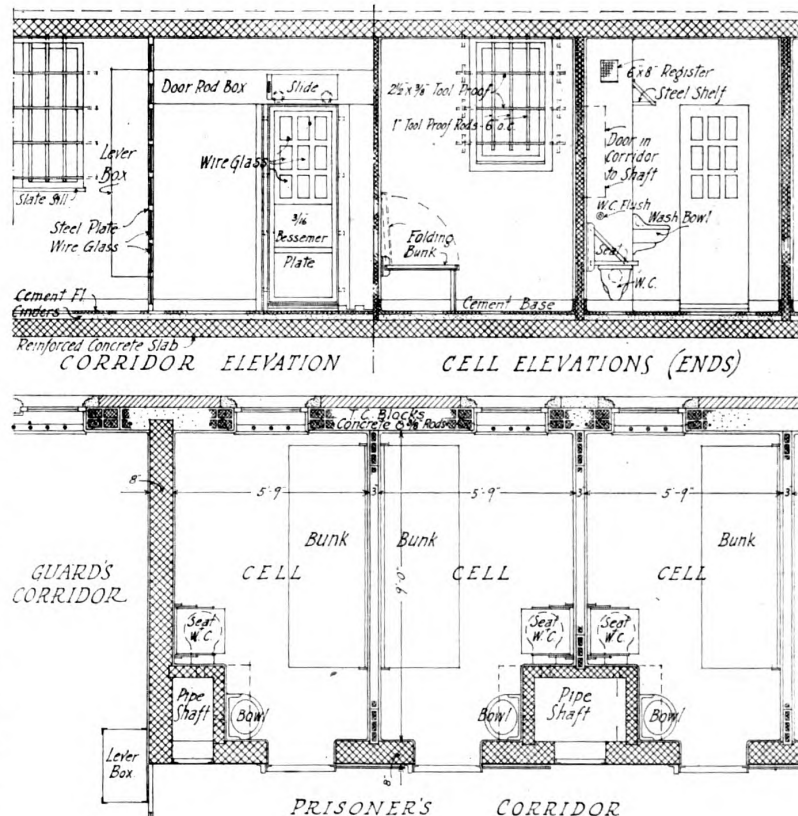 Door Rod Box
Slide
Lever
Box
Wire Glass
Slate Sill
Steel Plate
Wire Glass
3/16
Bessemer
Plate
Cement Fl.
Cinders
Reinforced Concrete Slab
2½"x⅜" Tool Proof
1" Tool Proof Rods - 6 o.c.
Folding
Bunk
Cement Base
6"x8" Register
Steel Shelf
Door in
Corridor
to Shaft
W.C. Flush
Wash Bowl
Seat
W.C.
CORRIDOR ELEVATION
CELL ELEVATIONS (ENDS)
T.C. Blocks
Concrete 6 ⅝" Rods
8"
5'-9"
3"
5'-9"
3"
5'-9"
3"
Bunk
Bunk
Bunk
GUARD'S
CORRIDOR
CELL
9'-0"
CELL
CELL
Seat
W.C.
Seat
W.C.
Seat
W.C.
Pipe
Shaft
Bowl
Bowl
Pipe
Shaft
Bowl
Lever
Box
8"
PRISONER'S CORRIDOR